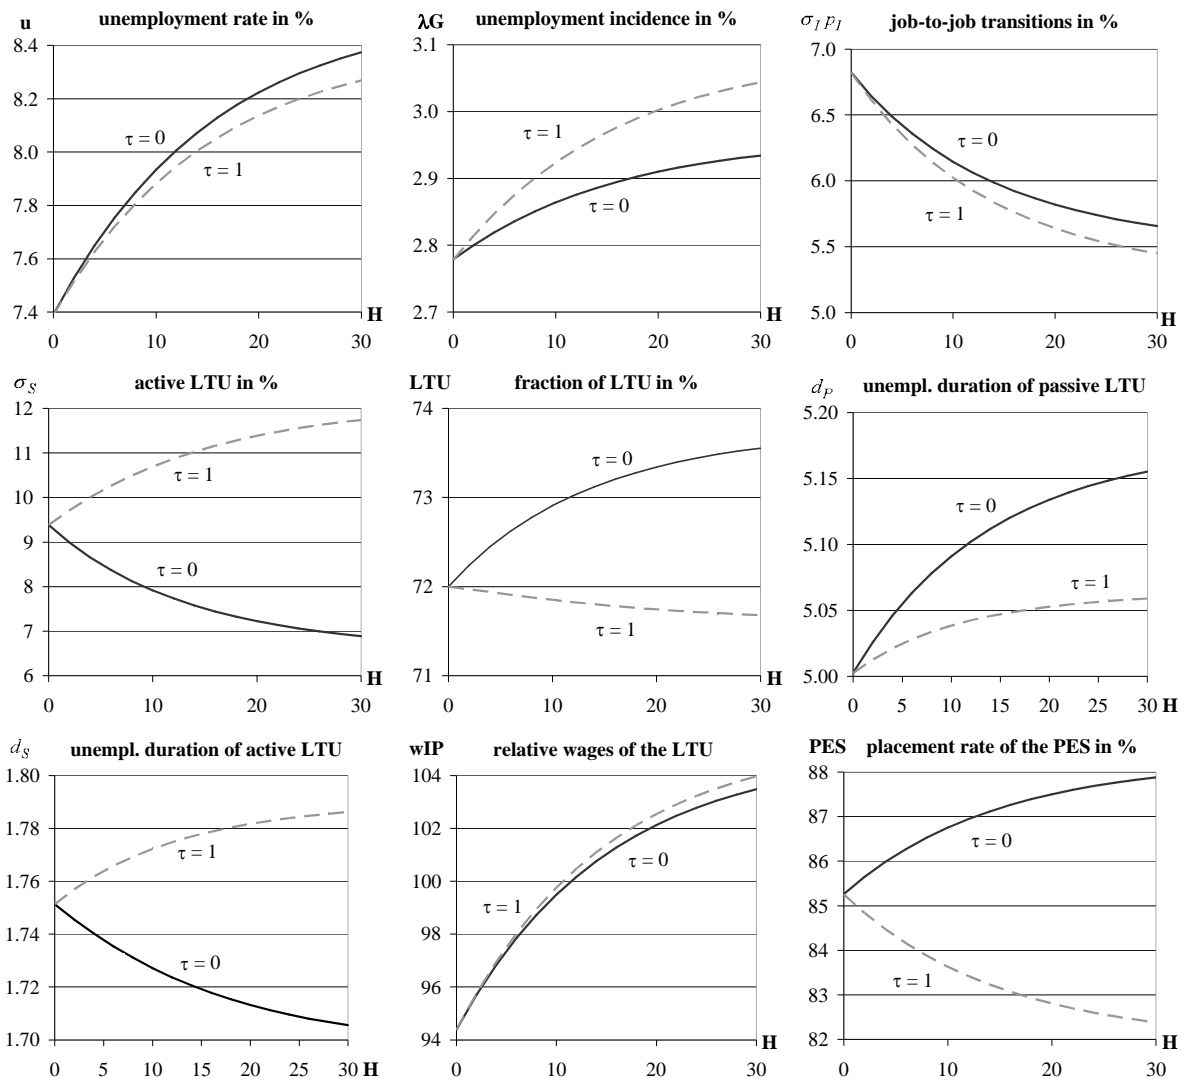 u unemployment rate in %
8.4
8.2
8.0
7.8
7.6
7.4
τ = 0
τ = 1
H
0 10 20 30
λG unemployment incidence in %
3.1
3.0
2.9
2.8
2.7
τ = 1
τ = 0
H
0 10 20 30
σ_I p_I job-to-job transitions in %
7.0
6.5
6.0
5.5
5.0
τ = 0
τ = 1
H
0 10 20 30
σ_S active LTU in %
12
11
10
9
8
7
6
τ = 1
τ = 0
H
0 10 20 30
LTU fraction of LTU in %
74
73
72
71
τ = 0
τ = 1
H
0 10 20 30
d_P unempl. duration of passive LTU
5.20
5.15
5.10
5.05
5.00
τ = 0
τ = 1
0 5 10 15 20 25 30 H
d_S unempl. duration of active LTU
1.80
1.78
1.76
1.74
1.72
1.70
τ = 1
τ = 0
0 5 10 15 20 25 30 H
wIP relative wages of the LTU
104
102
100
98
96
94
τ = 0
τ = 1
H
0 10 20 30
PES placement rate of the PES in %
88
87
86
85
84
83
82
τ = 0
τ = 1
H
0 10 20 30